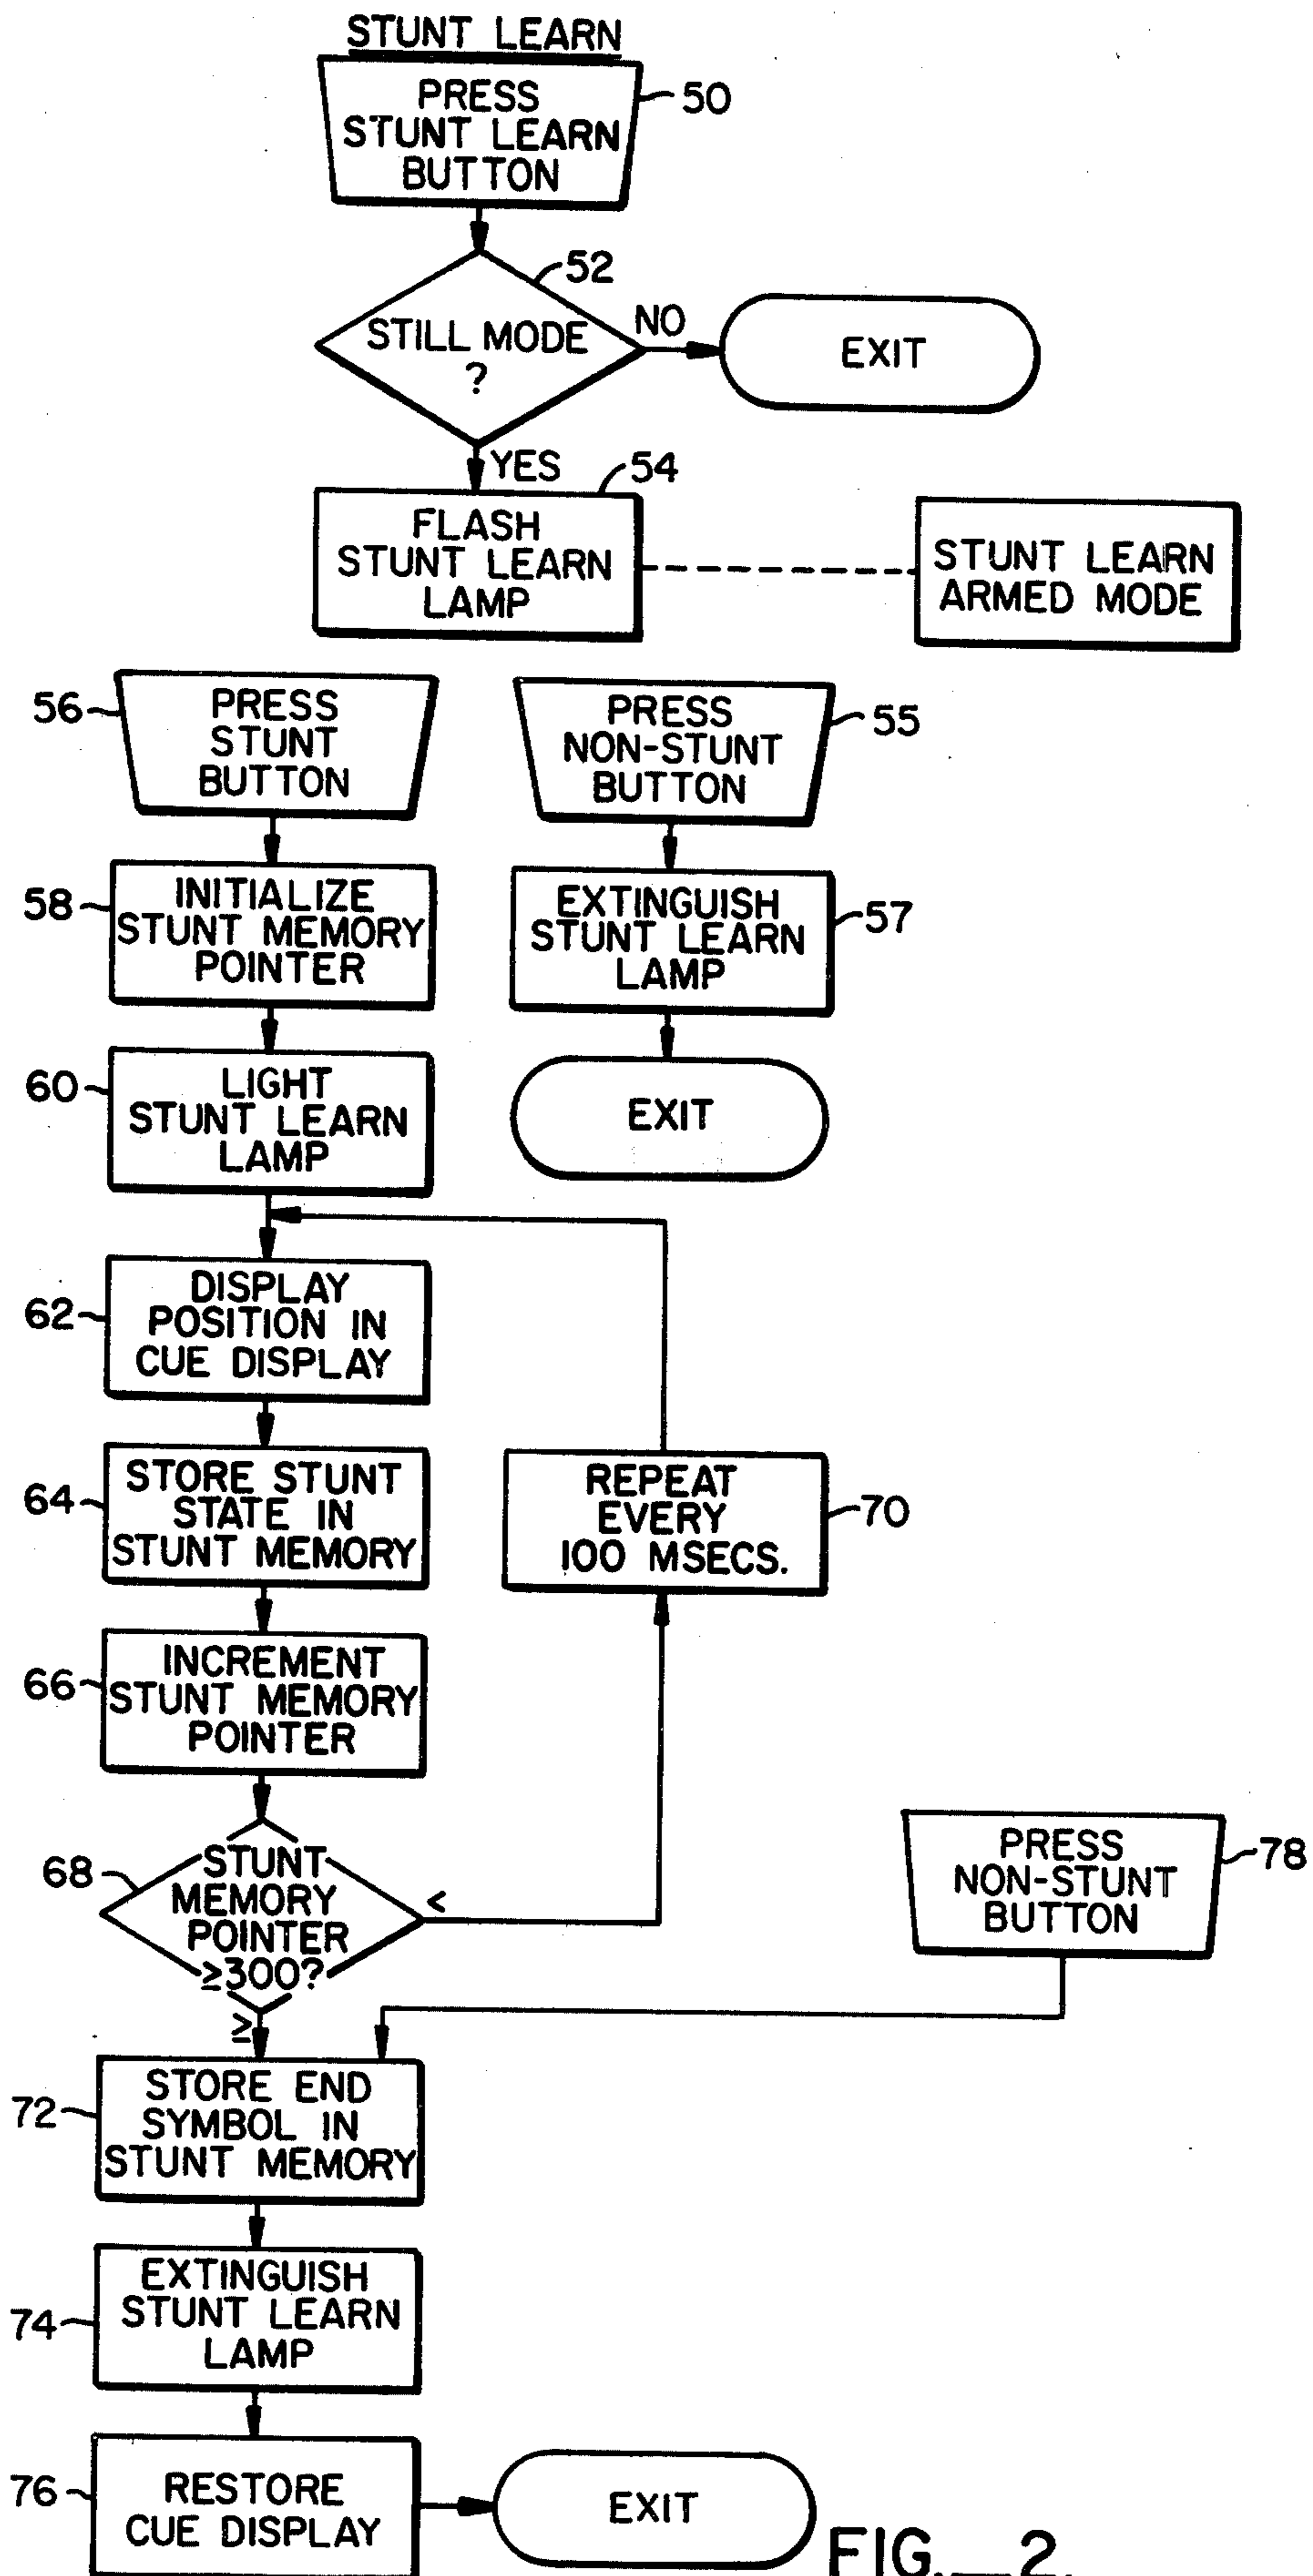 STUNT LEARN
PRESS
STUNT LEARN
BUTTON
50
52
STILL MODE
?
NO
EXIT
YES
54
FLASH
STUNT LEARN
LAMP
STUNT LEARN
ARMED MODE
56
PRESS
STUNT
BUTTON
PRESS
NON-STUNT
BUTTON
55
58
INITIALIZE
STUNT MEMORY
POINTER
EXTINGUISH
STUNT LEARN
LAMP
57
60
LIGHT
STUNT LEARN
LAMP
EXIT
62
DISPLAY
POSITION IN
CUE DISPLAY
64
STORE STUNT
STATE IN
STUNT MEMORY
REPEAT
EVERY
100 MSECS.
70
66
INCREMENT
STUNT MEMORY
POINTER
68
STUNT
MEMORY
POINTER
≥300?
<
≥
PRESS
NON-STUNT
BUTTON
78
72
STORE END
SYMBOL IN
STUNT MEMORY
74
EXTINGUISH
STUNT LEARN
LAMP
76
RESTORE
CUE DISPLAY
EXIT
FIG.—2.